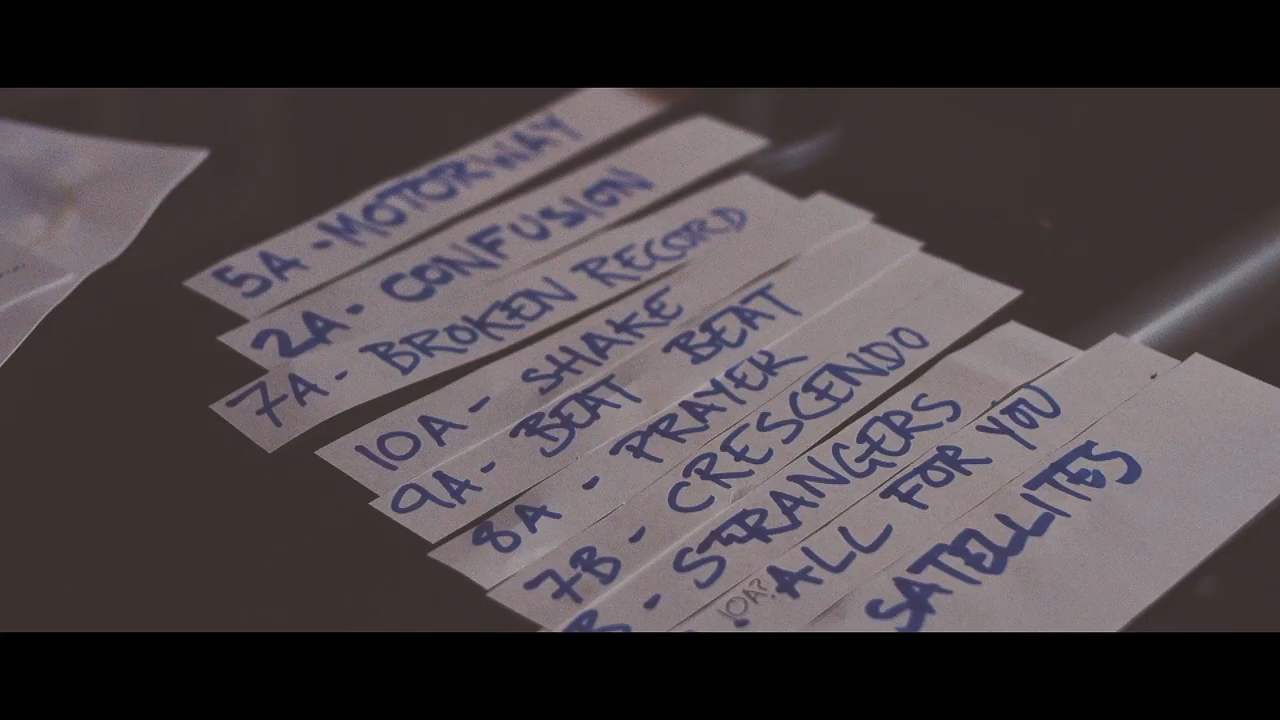 5A - MOTORWAY
2A - CONFUSION
7A - BROKEN RECORD
10A - SHAKE
9A - BEAT BEAT
8A - PRAYER
7B - CRESCENDO
B - STRANGERS
10A? ALL FOR YOU
SATELLITES